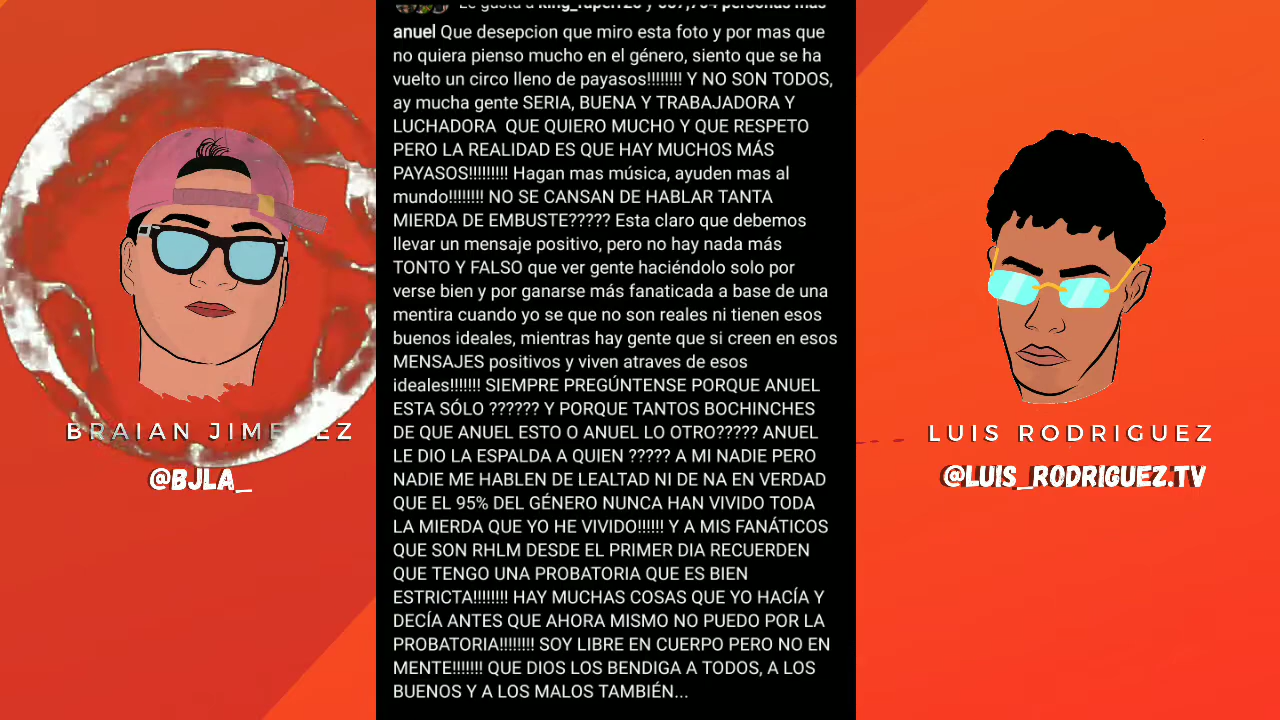 Le gusta a king_ruperr23 y 667,764 personas más
anuel Que desepcion que miro esta foto y por mas que
no quiera pienso mucho en el género, siento que se ha
vuelto un circo lleno de payasos!!!!!!!! Y NO SON TODOS,
ay mucha gente SERIA, BUENA Y TRABAJADORA Y
LUCHADORA  QUE QUIERO MUCHO Y QUE RESPETO
PERO LA REALIDAD ES QUE HAY MUCHOS MÁS
PAYASOS!!!!!!!!! Hagan mas música, ayuden mas al
mundo!!!!!!!! NO SE CANSAN DE HABLAR TANTA
MIERDA DE EMBUSTE????? Esta claro que debemos
llevar un mensaje positivo, pero no hay nada más
TONTO Y FALSO que ver gente haciéndolo solo por
verse bien y por ganarse más fanaticada a base de una
mentira cuando yo se que no son reales ni tienen esos
buenos ideales, mientras hay gente que si creen en esos
MENSAJES positivos y viven atraves de esos
ideales!!!!!!! SIEMPRE PREGÚNTENSE PORQUE ANUEL
ESTA SÓLO ?????? Y PORQUE TANTOS BOCHINCHES
DE QUE ANUEL ESTO O ANUEL LO OTRO????? ANUEL
LE DIO LA ESPALDA A QUIEN ????? A MI NADIE PERO
NADIE ME HABLEN DE LEALTAD NI DE NA EN VERDAD
QUE EL 95% DEL GÉNERO NUNCA HAN VIVIDO TODA
LA MIERDA QUE YO HE VIVIDO!!!!!! Y A MIS FANÁTICOS
QUE SON RHLM DESDE EL PRIMER DIA RECUERDEN
QUE TENGO UNA PROBATORIA QUE ES BIEN
ESTRICTA!!!!!!!! HAY MUCHAS COSAS QUE YO HACÍA Y
DECÍA ANTES QUE AHORA MISMO NO PUEDO POR LA
PROBATORIA!!!!!!!! SOY LIBRE EN CUERPO PERO NO EN
MENTE!!!!!!! QUE DIOS LOS BENDIGA A TODOS, A LOS
BUENOS Y A LOS MALOS TAMBIÉN...
BRAIAN JIMENEZ
@BJLA_
LUIS RODRIGUEZ
@LUIS_RODRIGUEZ.TV